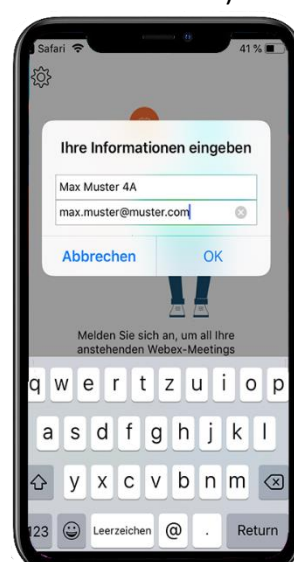 Safari 41 %
Ihre Informationen eingeben
Max Muster 4A
max.muster@muster.com
Abbrechen OK
Melden Sie sich an, um all Ihre
anstehenden Webex-Meetings
q w e r t z u i o p
a s d f g h j k l
y x c v b n m
123 Leerzeichen @ . Return